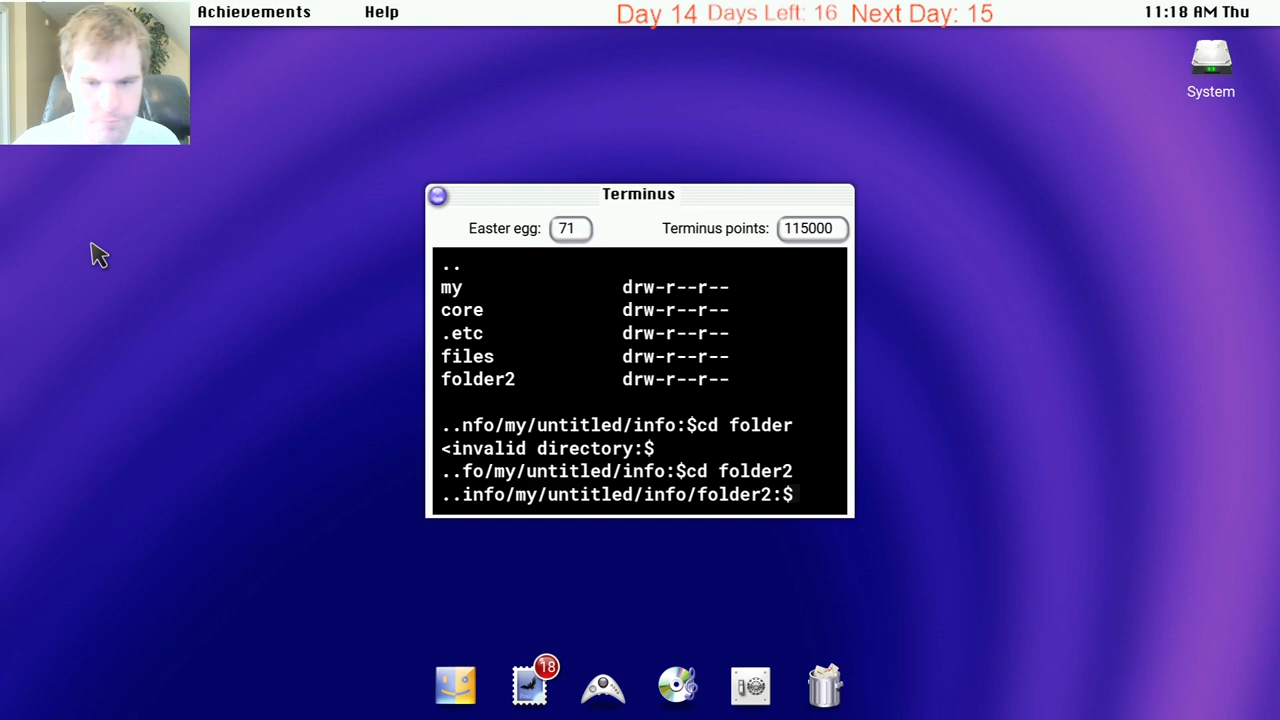 Achievements Help Day 14 Days Left: 16 Next Day: 15 11:18 AM Thu
System
Terminus
Easter egg: 71 Terminus points: 115000
..
my drw-r--r--
core drw-r--r--
.etc drw-r--r--
files drw-r--r--
folder2 drw-r--r--
..nfo/my/untitled/info:$cd folder
<invalid directory:$
..fo/my/untitled/info:$cd folder2
..info/my/untitled/info/folder2:$
18